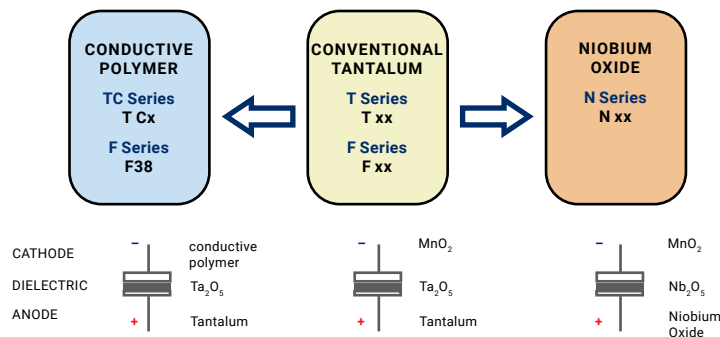 CONDUCTIVE
POLYMER
TC Series
T Cx
F Series
F38
CONVENTIONAL
TANTALUM
T Series
T xx
F Series
F xx
NIOBIUM
OXIDE
N Series
N xx
CATHODE
DIELECTRIC
ANODE
–
conductive
polymer
Ta₂O₅
+
Tantalum
–
MnO₂
Ta₂O₅
+
Tantalum
–
MnO₂
Nb₂O₅
+
Niobium
Oxide